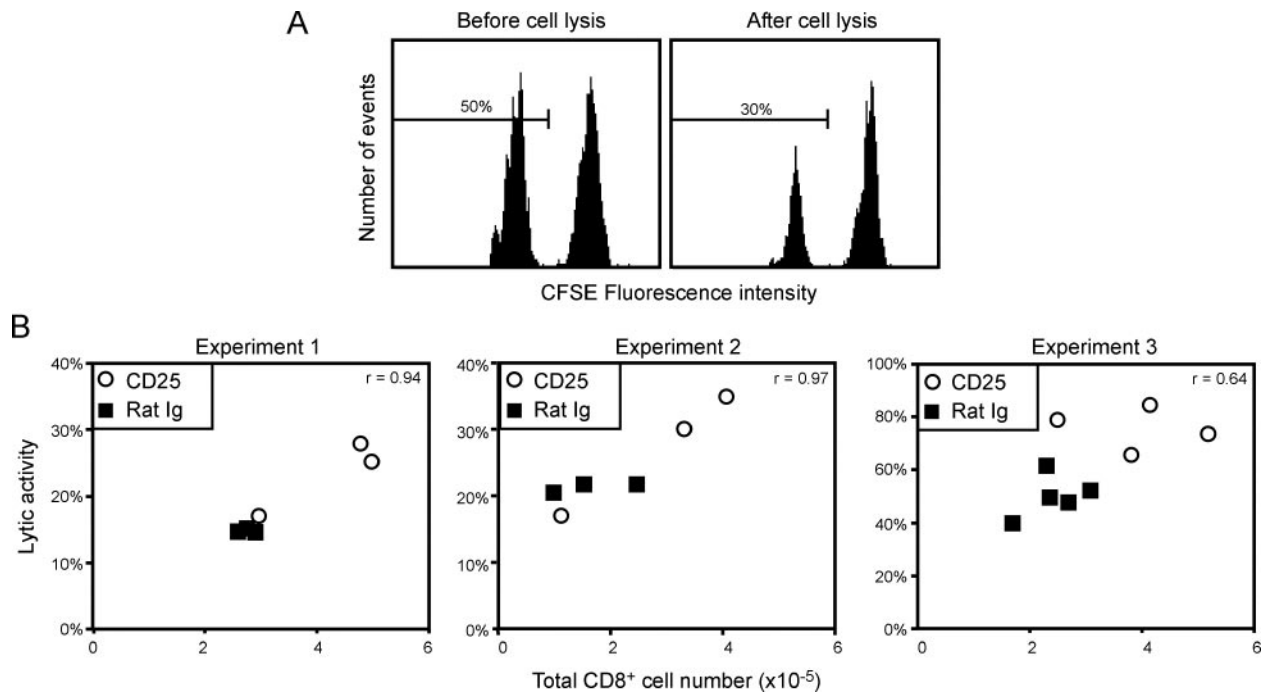 A
Before cell lysis
After cell lysis
Number of events
50%
30%
CFSE Fluorescence intensity
B
Experiment 1
Experiment 2
Experiment 3
Lytic activity
40%
30%
20%
10%
0%
CD25
Rat Ig
r = 0.94
0
2
4
6
40%
30%
20%
10%
0%
CD25
Rat Ig
r = 0.97
0
2
4
6
100%
80%
60%
40%
20%
0%
CD25
Rat Ig
r = 0.64
0
2
4
6
Total CD8⁺ cell number (x10⁻⁵)